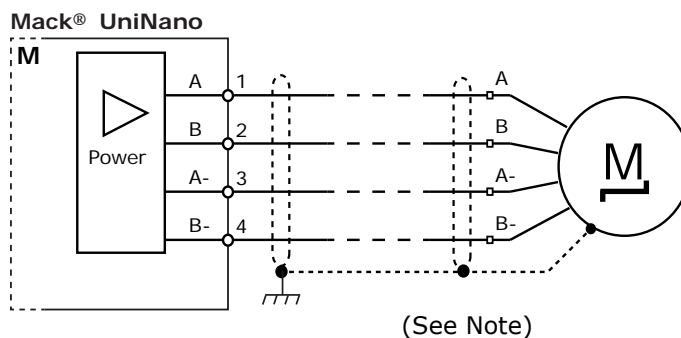 Mack® UniNano
M
A 1 A
B 2 B
Power
M
A- 3 A-
B- 4 B-
(See Note)